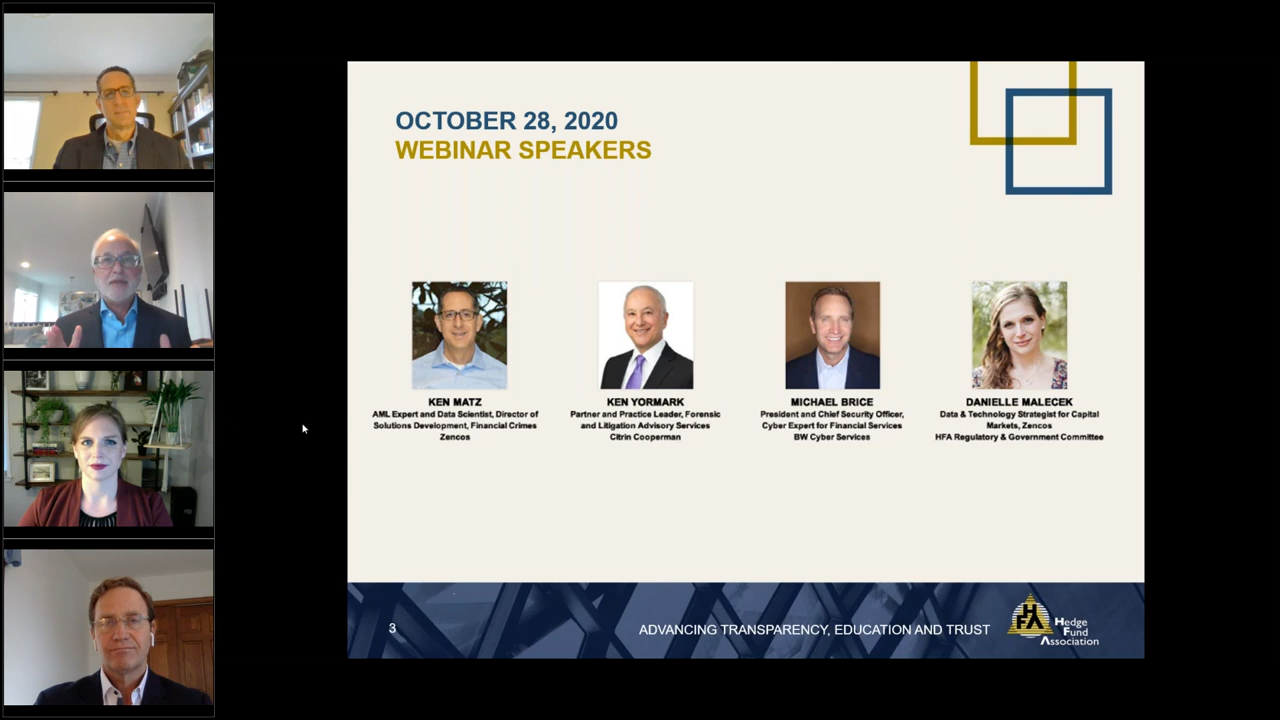 OCTOBER 28, 2020
WEBINAR SPEAKERS
KEN MATZ
AML Expert and Data Scientist, Director of
Solutions Development, Financial Crimes
Zencos
KEN YORMARK
Partner and Practice Leader, Forensic
and Litigation Advisory Services
Citrin Cooperman
MICHAEL BRICE
President and Chief Security Officer,
Cyber Expert for Financial Services
BW Cyber Services
DANIELLE MALECEK
Data & Technology Strategist for Capital
Markets, Zencos
HFA Regulatory & Government Committee
3
ADVANCING TRANSPARENCY, EDUCATION AND TRUST
HFA
Hedge
Fund
Association